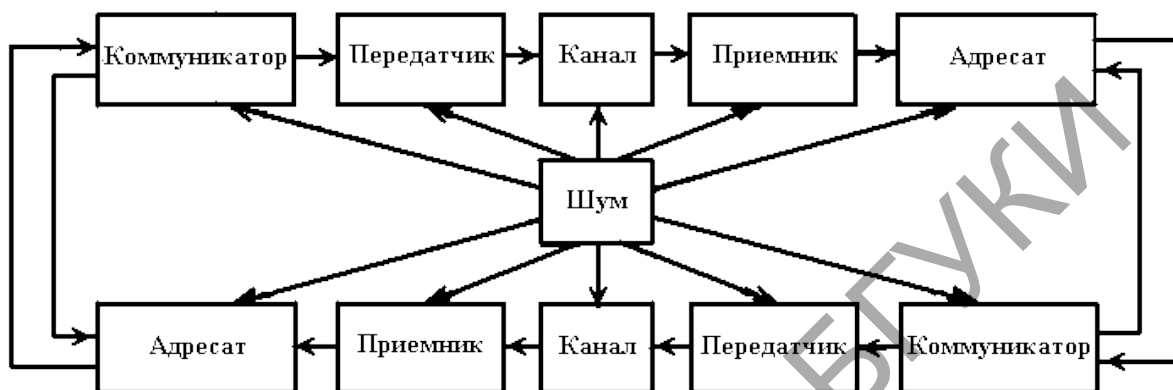 Коммуникатор Передатчик Канал Приемник Адресат
Шум
Адресат Приемник Канал Передатчик Коммуникатор
БГУКИ